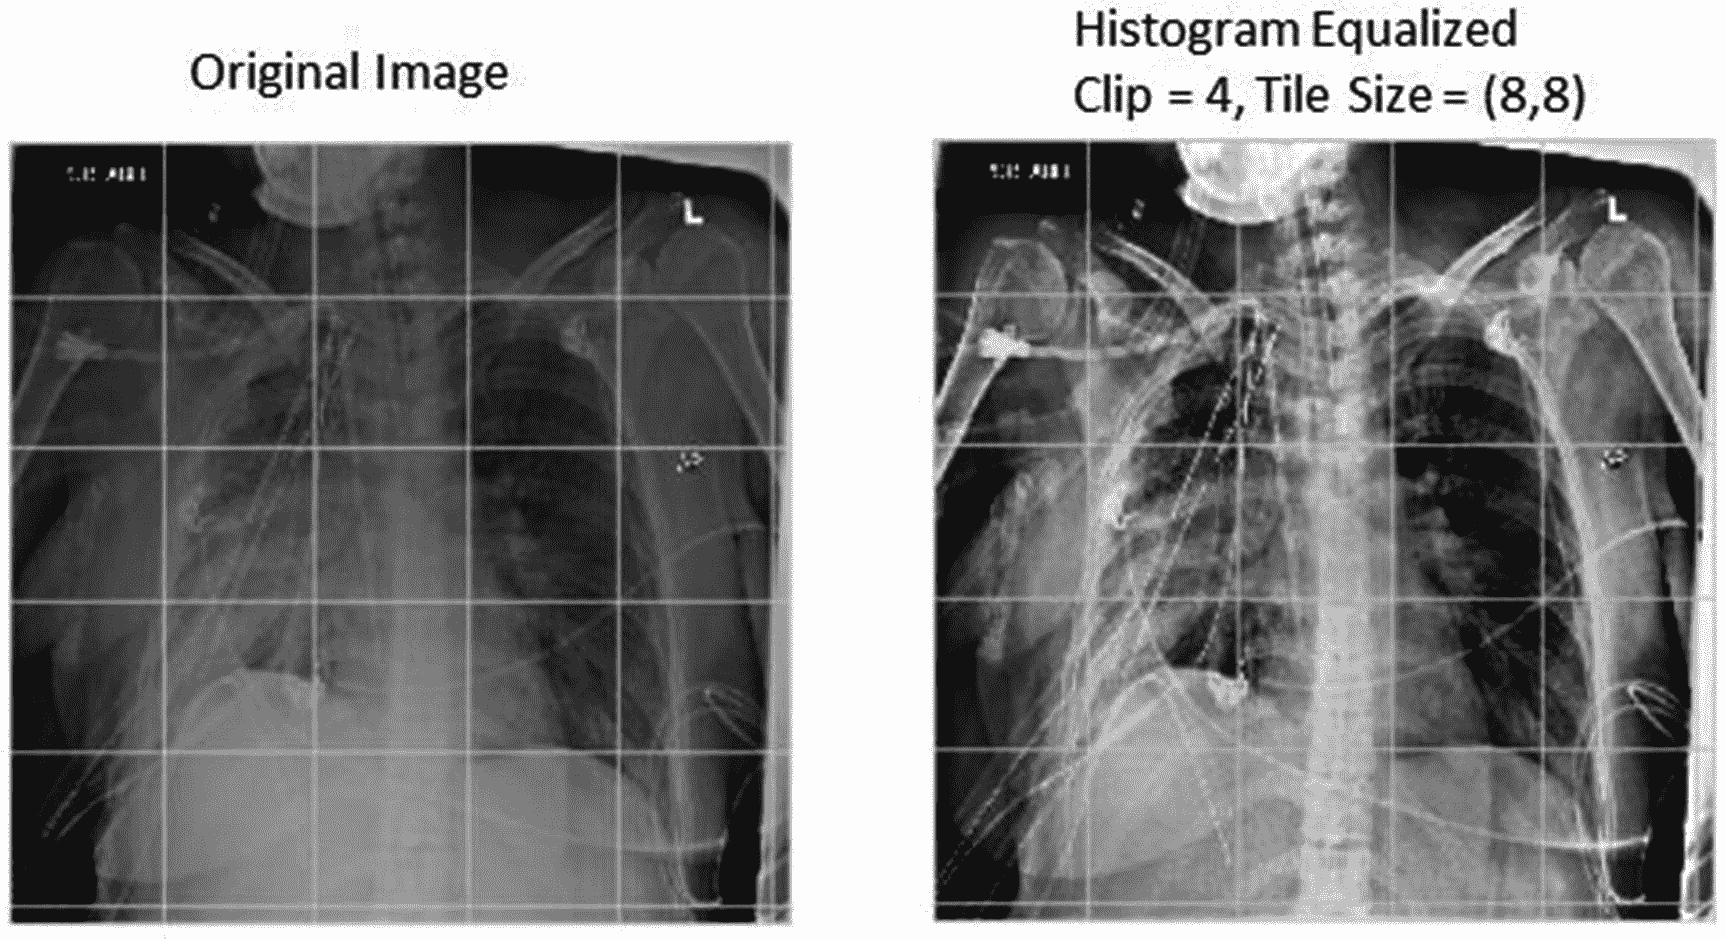 Original Image
Histogram Equalized
Clip = 4, Tile Size = (8,8)
L
L